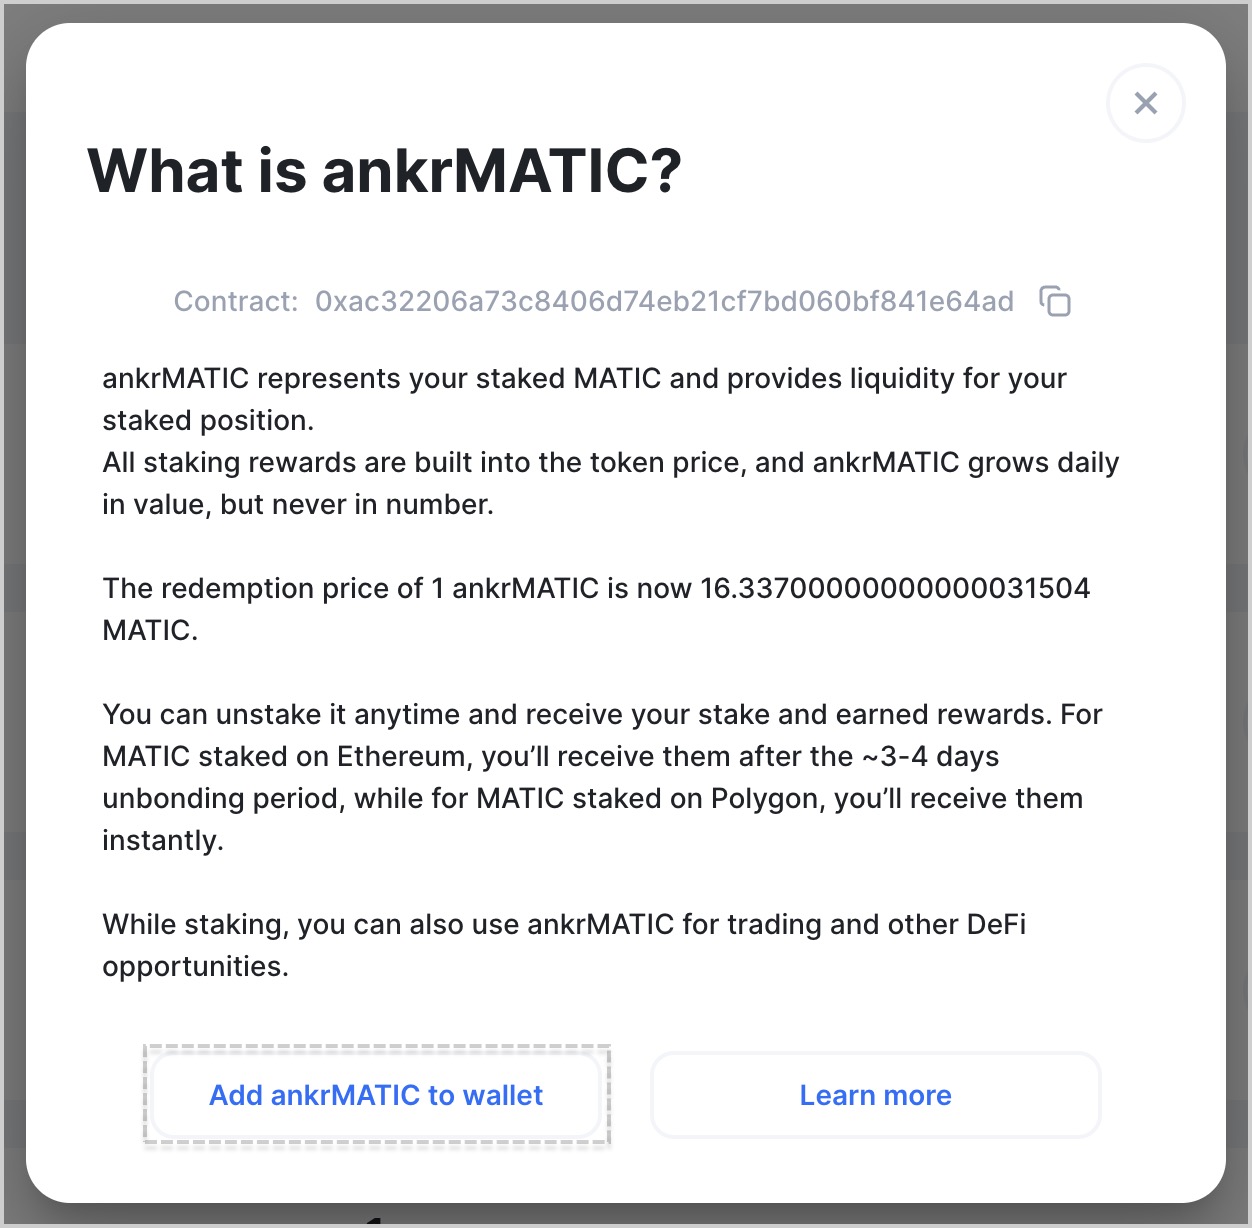 What is ankrMATIC?
Contract: 0xac32206a73c8406d74eb21cf7bd060bf841e64ad
ankrMATIC represents your staked MATIC and provides liquidity for your
staked position.
All staking rewards are built into the token price, and ankrMATIC grows daily
in value, but never in number.
The redemption price of 1 ankrMATIC is now 16.33700000000000031504
MATIC.
You can unstake it anytime and receive your stake and earned rewards. For
MATIC staked on Ethereum, you’ll receive them after the ~3-4 days
unbonding period, while for MATIC staked on Polygon, you’ll receive them
instantly.
While staking, you can also use ankrMATIC for trading and other DeFi
opportunities.
Add ankrMATIC to wallet
Learn more